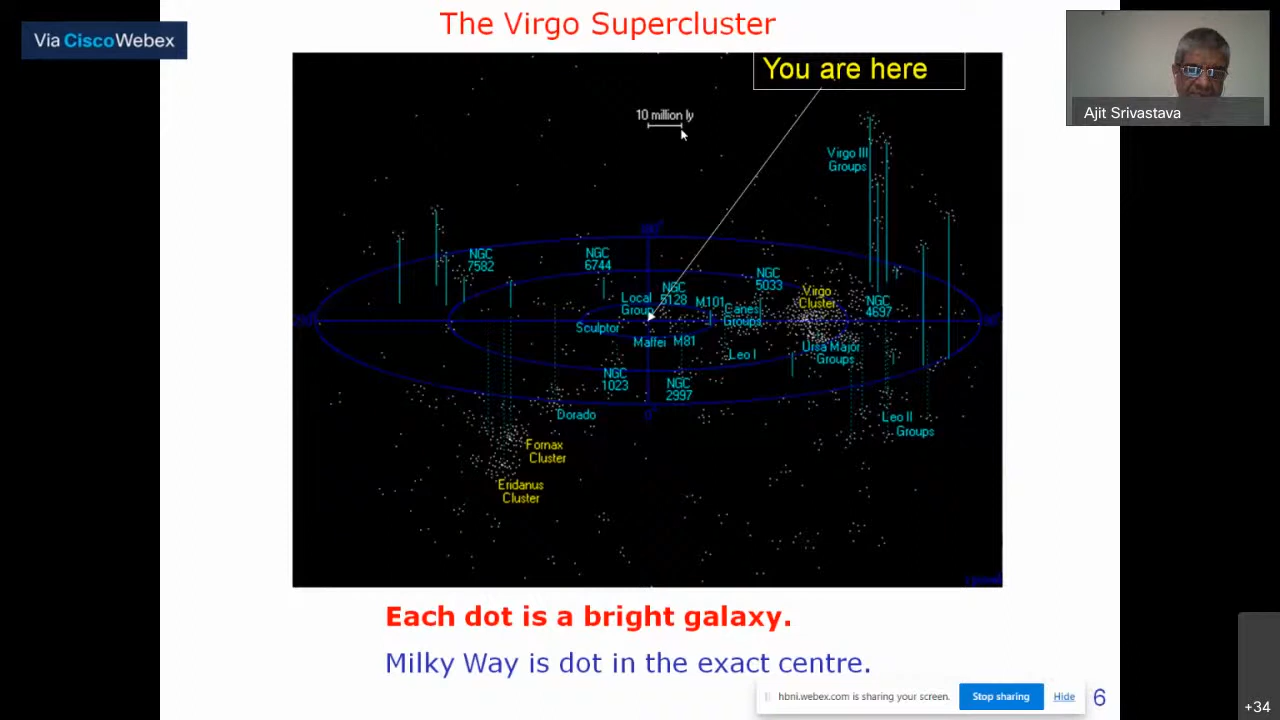 The Virgo Supercluster
Via CiscoWebex
You are here
Ajit Srivastava
10 million ly
Virgo III
Groups
NGC
7582
NGC
6744
NGC
5033
NGC
5128
M101
Virgo
Cluster
NGC
4697
Local
Group
Canes
Groups
Sculptor
Maffei
M81
Leo I
Ursa Major
Groups
NGC
1023
NGC
2997
0°
Dorado
Leo II
Groups
Fornax
Cluster
Eridanus
Cluster
Each dot is a bright galaxy.
Milky Way is dot in the exact centre.
hbni.webex.com is sharing your screen.
Stop sharing
Hide
6
+34